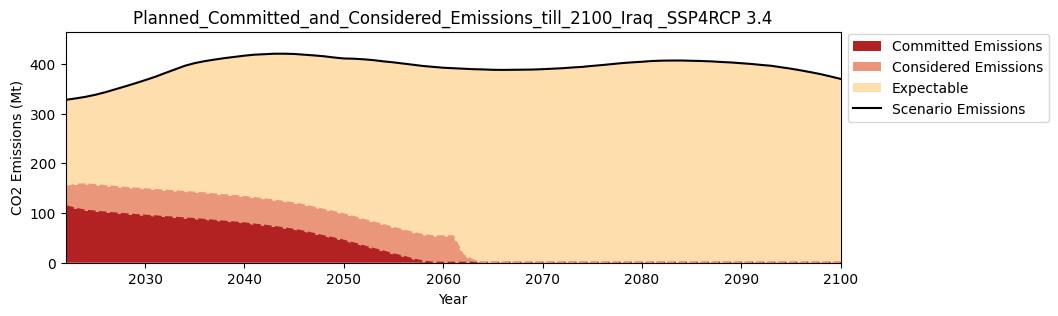 Planned_Committed_and_Considered_Emissions_till_2100_Iraq _SSP4RCP 3.4
Committed Emissions
Considered Emissions
Expectable
Scenario Emissions
CO2 Emissions (Mt)
400
300
200
100
0
2030 2040 2050 2060 2070 2080 2090 2100
Year